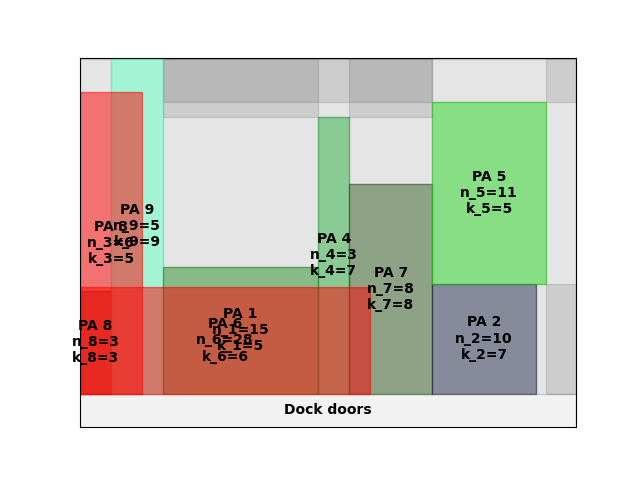 PA 9
n_9=5
k_9=9
PA 3
n_3=6
k_3=5
PA 8
n_8=3
k_8=3
PA 1
n_1=15
k_1=5
PA 6
n_6=28
k_6=6
PA 4
n_4=3
k_4=7
PA 7
n_7=8
k_7=8
PA 5
n_5=11
k_5=5
PA 2
n_2=10
k_2=7
Dock doors